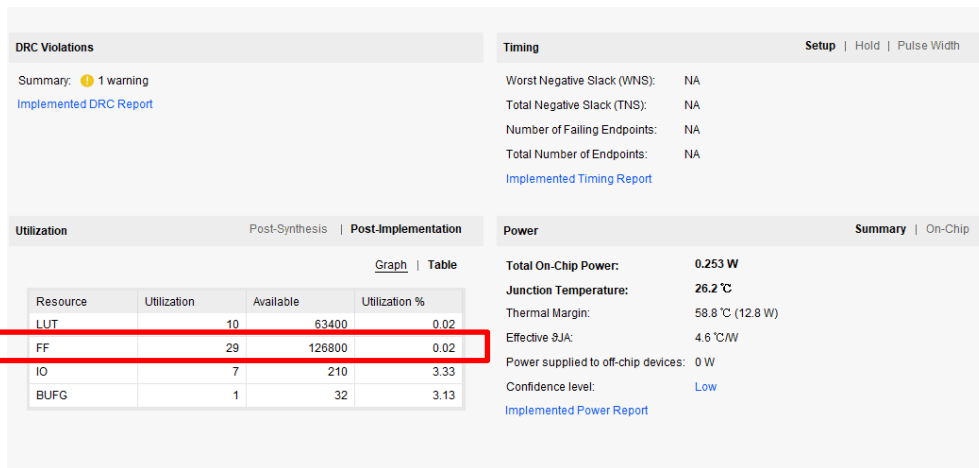 DRC Violations
Summary: 1 warning
Implemented DRC Report
Timing
Setup | Hold | Pulse Width
Worst Negative Slack (WNS): NA
Total Negative Slack (TNS): NA
Number of Failing Endpoints: NA
Total Number of Endpoints: NA
Implemented Timing Report
Utilization
Post-Synthesis | Post-Implementation
Graph | Table
Resource Utilization Available Utilization %
LUT 10 63400 0.02
FF 29 126800 0.02
IO 7 210 3.33
BUFG 1 32 3.13
Power
Summary | On-Chip
Total On-Chip Power: 0.253 W
Junction Temperature: 26.2 ℃
Thermal Margin: 58.8 ℃ (12.8 W)
Effective ϑJA: 4.6 ℃/W
Power supplied to off-chip devices: 0 W
Confidence level: Low
Implemented Power Report